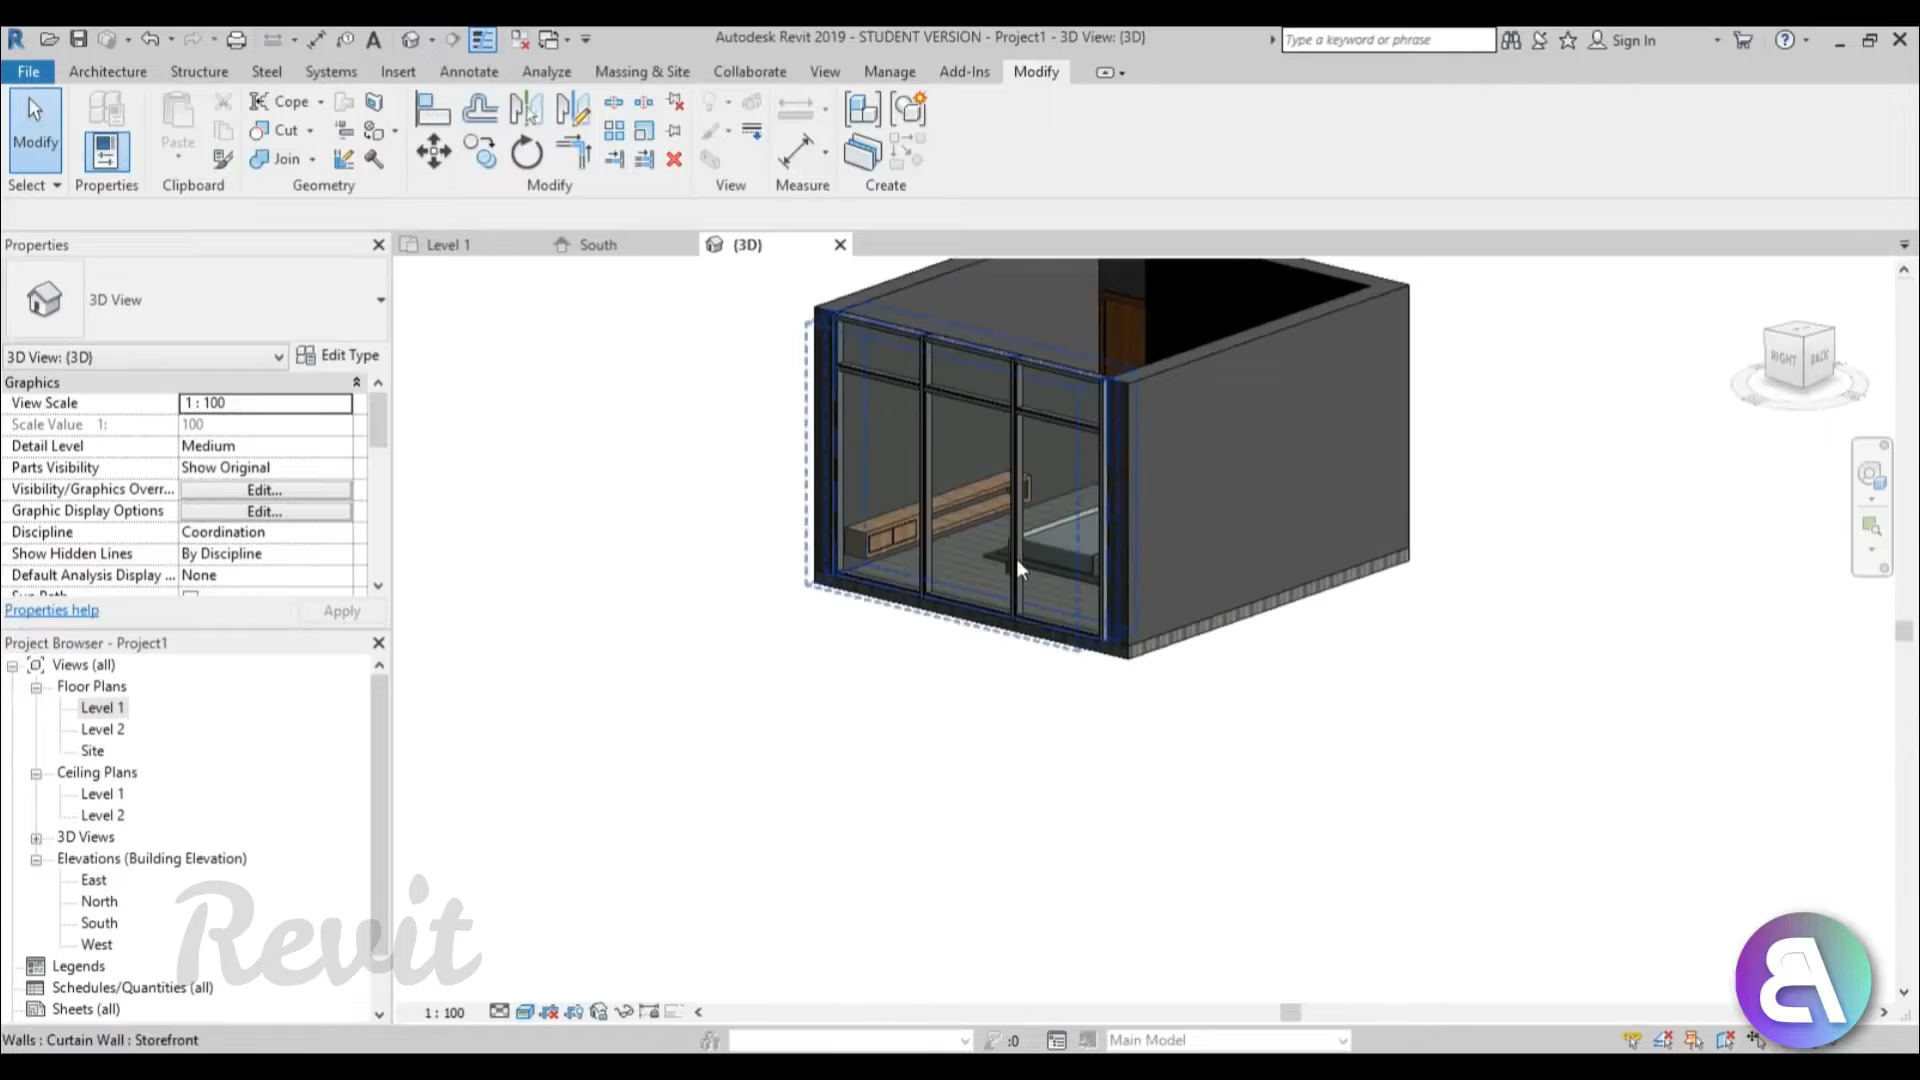 Autodesk Revit 2019 - STUDENT VERSION - Project1 - 3D View: {3D}
Type a keyword or phrase
Sign In
File Architecture Structure Steel Systems Insert Annotate Analyze Massing & Site Collaborate View Manage Add-Ins Modify
Modify
Paste
Cope
Cut
Join
Select Properties Clipboard Geometry Modify View Measure Create
Properties
Level 1 South {3D}
3D View
3D View: {3D} Edit Type
Graphics
View Scale 1 : 100
Scale Value 1: 100
Detail Level Medium
Parts Visibility Show Original
Visibility/Graphics Overr... Edit...
Graphic Display Options Edit...
Discipline Coordination
Show Hidden Lines By Discipline
Default Analysis Display ... None
Properties help Apply
RIGHT BACK
Project Browser - Project1
Views (all)
Floor Plans
Level 1
Level 2
Site
Ceiling Plans
Level 1
Level 2
3D Views
Elevations (Building Elevation)
East
North
South
West
Legends
Schedules/Quantities (all)
Sheets (all)
Revit
1 : 100
Walls : Curtain Wall : Storefront
:0
Main Model